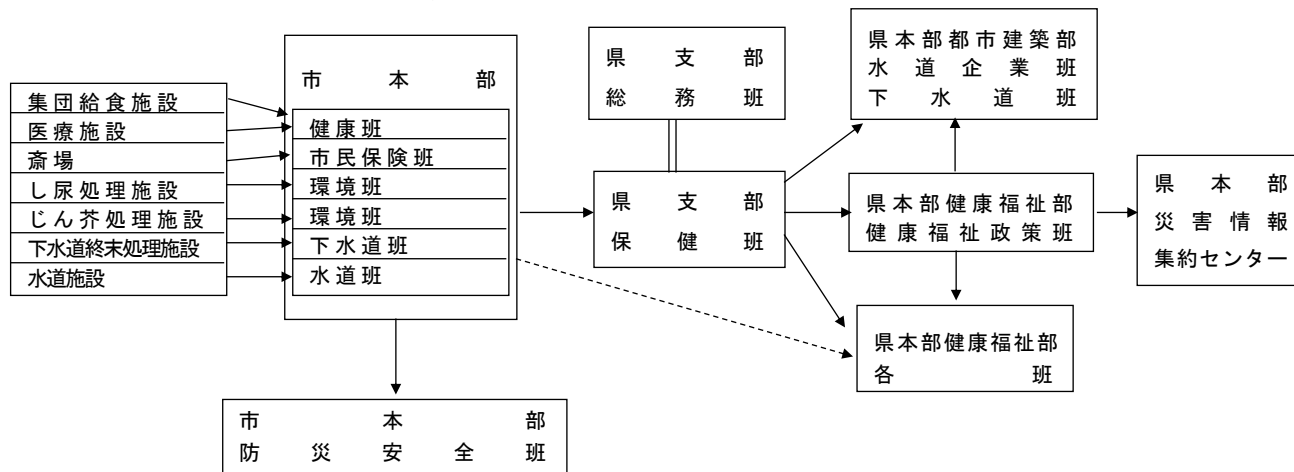 集団給食施設
医療施設
斎場
し尿処理施設
じん芥処理施設
下水道終末処理施設
水道施設
市本部
健康班
市民保険班
環境班
環境班
下水道班
水道班
市本部
防災安全班
県支部
総務班
県支部
保健班
県本部都市建築部
水道企業班
下水道班
県本部健康福祉部
健康福祉政策班
県本部健康福祉部
各班
県本部
災害情報
集約センター